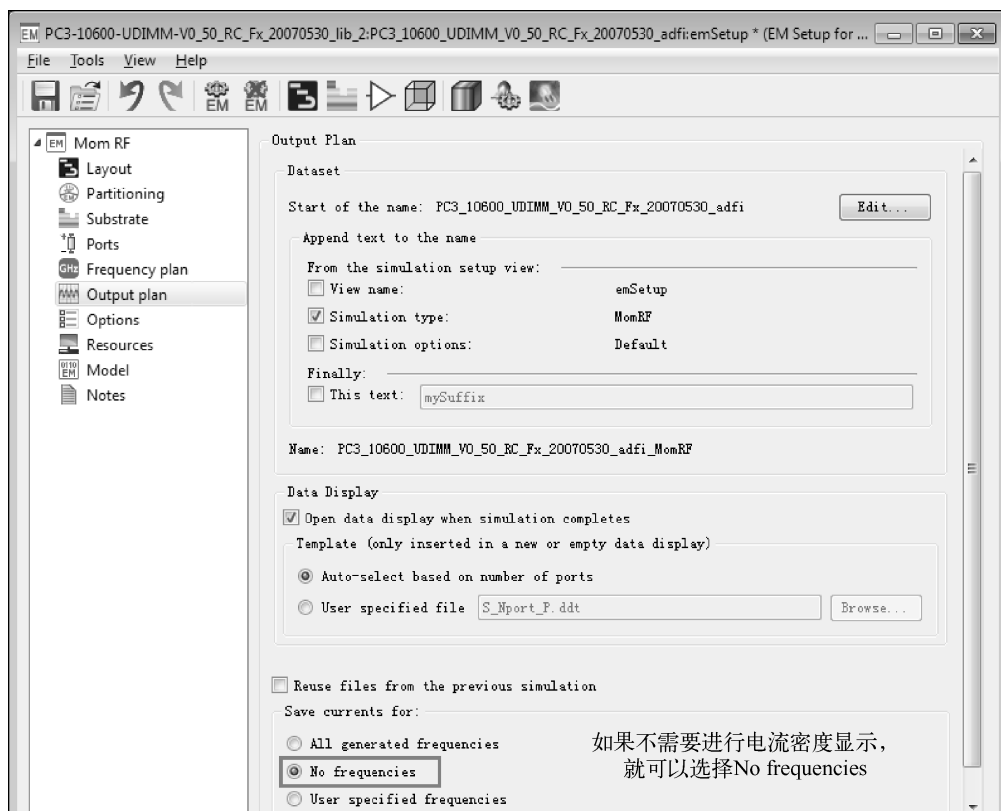 EM PC3-10600-UDIMM-V0_50_RC_Fx_20070530_lib_2:PC3_10600_UDIMM_V0_50_RC_Fx_20070530_adfi:emSetup * (EM Setup for ...
File Tools View Help
EM EM
EM Mom RF
Layout
Partitioning
Substrate
Ports
GHz Frequency plan
Output plan
Options
Resources
0110 EM Model
Notes
Output Plan
Dataset
Start of the name: PC3_10600_UDIMM_V0_50_RC_Fx_20070530_adfi Edit...
Append text to the name
From the simulation setup view:
View name: emSetup
Simulation type: MomRF
Simulation options: Default
Finally:
This text: mySuffix
Name: PC3_10600_UDIMM_V0_50_RC_Fx_20070530_adfi_MomRF
Data Display
Open data display when simulation completes
Template (only inserted in a new or empty data display)
Auto-select based on number of ports
User specified file S_Nport_P.ddt Browse...
Reuse files from the previous simulation
Save currents for:
All generated frequencies
No frequencies
User specified frequencies
如果不需要进行电流密度显示，
就可以选择No frequencies